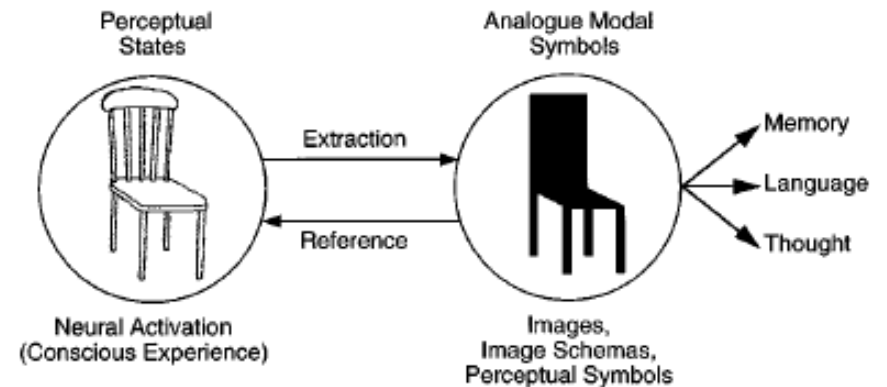 Perceptual
States
Analogue Modal
Symbols
Extraction
Reference
Memory
Language
Thought
Neural Activation
(Conscious Experience)
Images,
Image Schemas,
Perceptual Symbols